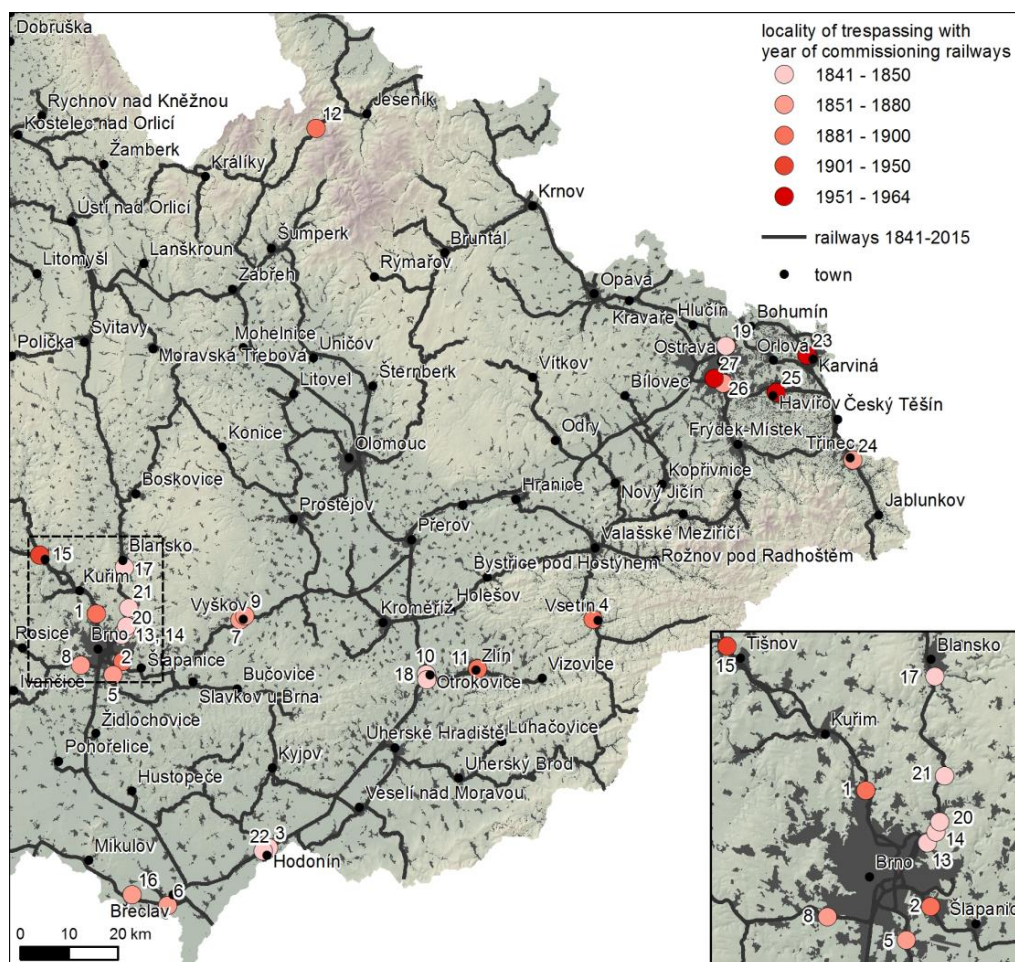 Dobruška
Rychnov nad Kněžnou
Kostelec nad Orlicí
Žamberk
Králíky
12
Jeseník
Ústí nad Orlicí
Lanškroun
Litomyšl
Šumperk
Zábřeh
Bruntál
Rýmařov
Krnov
Opava
Kravaře
Hlučín
Bohumín
Svitavy
Polička
Mohelnice
Moravská Třebová
Uničov
Litovel
Šternberk
Vítkov
Bílovec
Ostrava
19
Orlová
23
Karviná
27
26
25
Havířov
Český Těšín
Konice
Olomouc
Odry
Frýdek-Místek
Třinec
24
Boskovice
Prostějov
Hranice
Kopřivnice
Nový Jičín
Jablunkov
Přerov
Valašské Meziříčí
Rožnov pod Radhoštěm
Bystřice pod Hostýnem
Holešov
15
Blansko
17
Kuřim
21
1
20
Rosice
Brno
13, 14
8
2
Šlapanice
5
Ivančice
Vyškov
9
7
Kroměříž
Vsetín
4
Bučovice
Slavkov u Brna
10
18
Otrokovice
11
Zlín
Vizovice
Židlochovice
Pohořelice
Hustopeče
Kyjov
Uherské Hradiště
Luhačovice
Uherský Brod
Veselí nad Moravou
22
3
Hodonín
Mikulov
16
6
Břeclav
0 10 20 km
locality of trespassing with
year of commissioning railways
1841 - 1850
1851 - 1880
1881 - 1900
1901 - 1950
1951 - 1964
railways 1841-2015
town
Tišnov
15
Blansko
17
Kuřim
21
1
20
14
13
Brno
2
Šlapanic
8
5